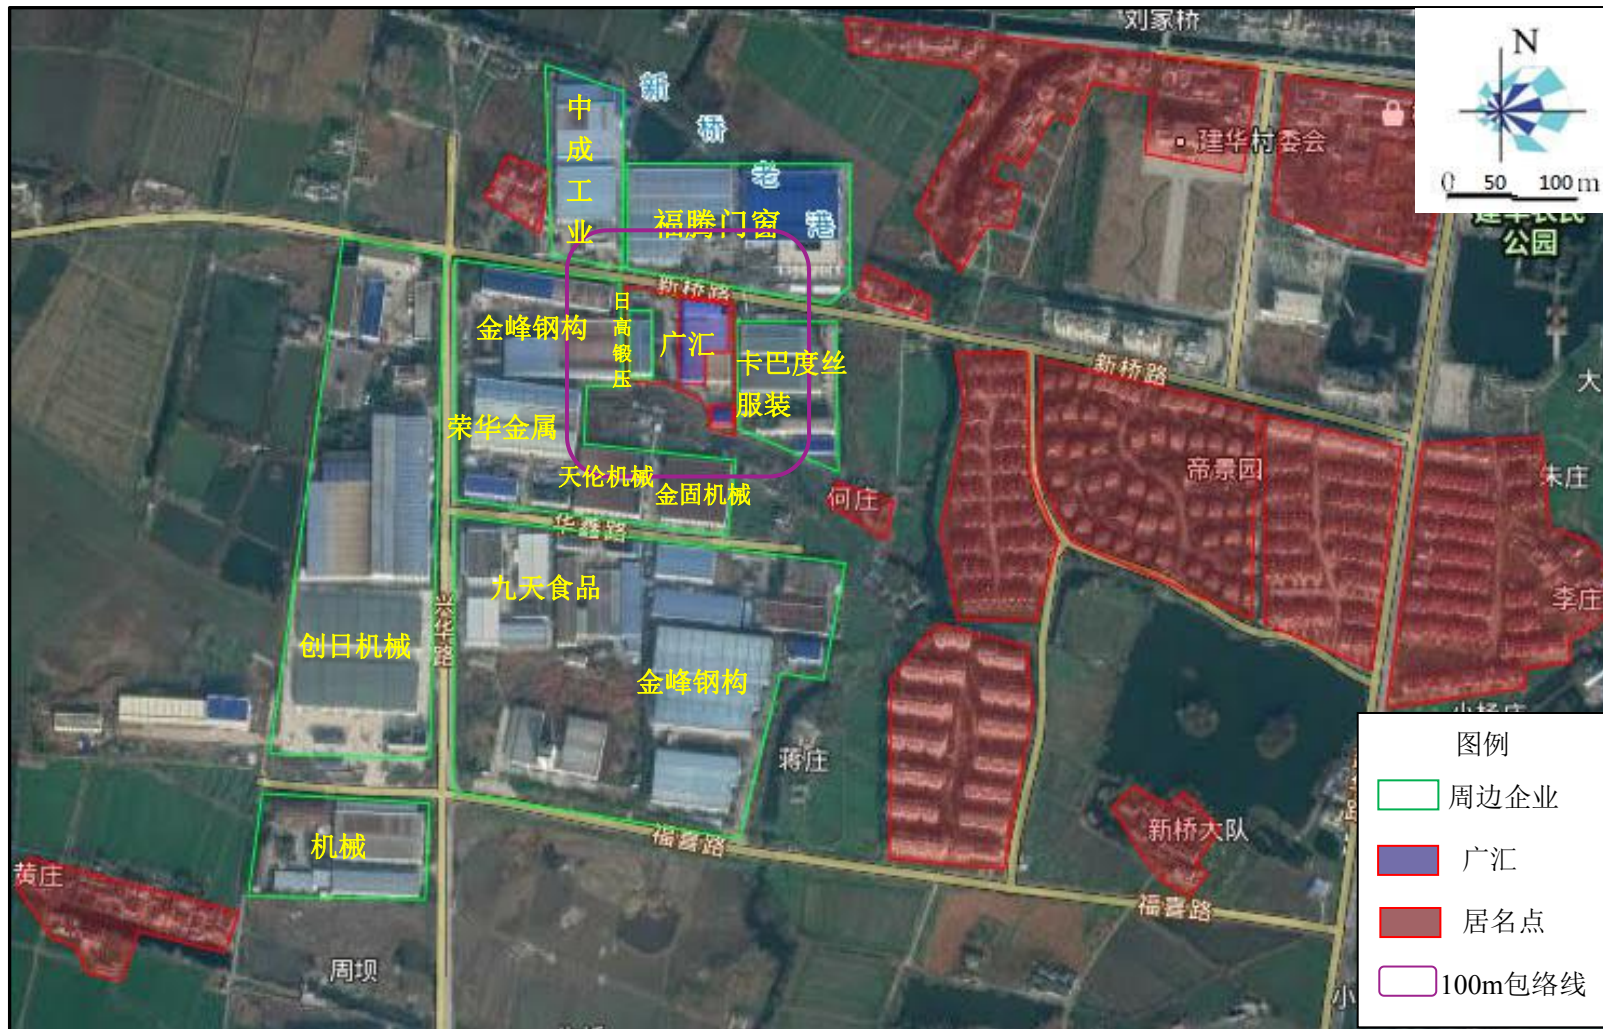 刘家桥
N
0 50 100 m
新桥老港
中成工业
建华村委会
福腾门窗
公园
新桥路
日高锻压
金峰钢构
广汇
卡巴度丝
服装
新桥路
大
荣华金属
帝景园
朱庄
天伦机械
金固机械
何庄
华鑫路
九天食品
李庄
兴华路
创日机械
金峰钢构
蒋庄
图例
周边企业
广汇
居名点
100m包络线
新桥大队
机械
福喜路
黄庄
福喜路
周坝
小